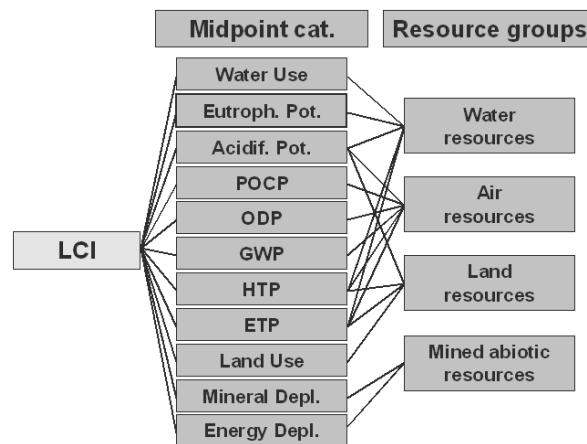 Midpoint cat.
Resource groups
Water Use
Eutroph. Pot.
Acidif. Pot.
POCP
ODP
GWP
HTP
ETP
Land Use
Mineral Depl.
Energy Depl.
LCI
Water
resources
Air
resources
Land
resources
Mined abiotic
resources